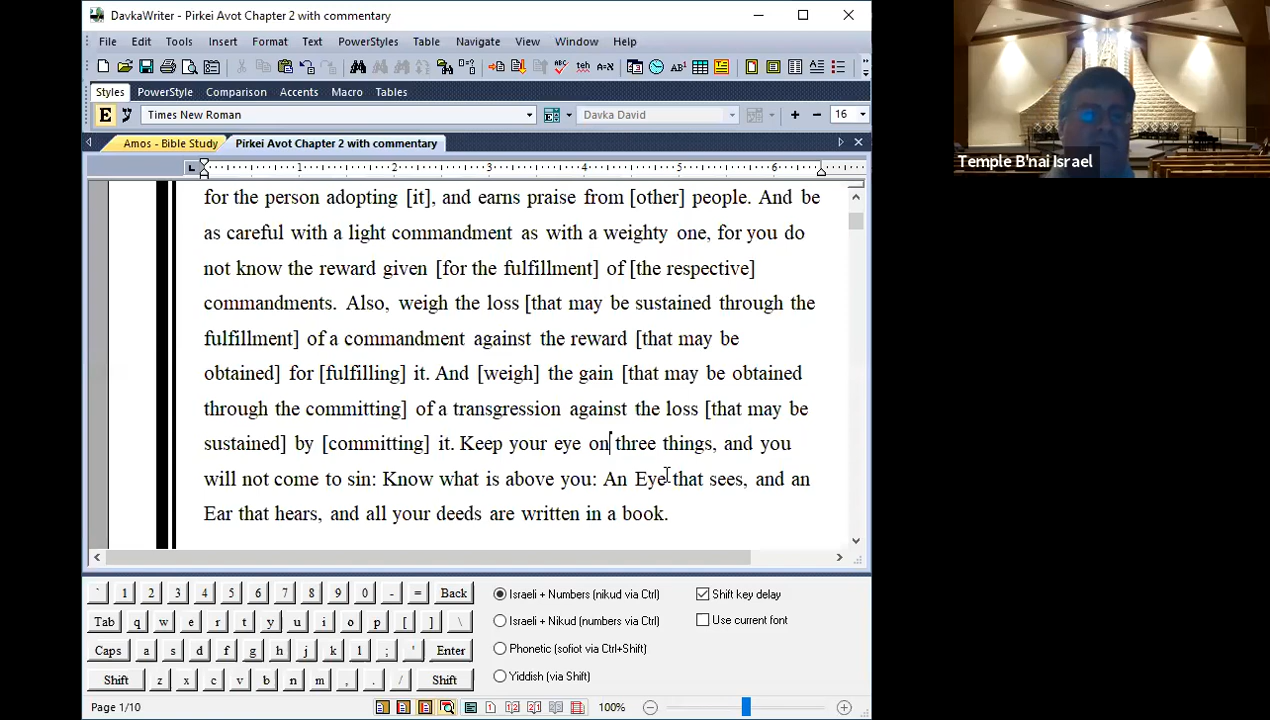 DavkaWriter - Pirkei Avot Chapter 2 with commentary
File Edit Tools Insert Format Text PowerStyles Table Navigate View Window Help
Styles PowerStyle Comparison Accents Macro Tables
E Times New Roman Davka David 16
Amos - Bible Study Pirkei Avot Chapter 2 with commentary
1 2 3 4 5 6
for the person adopting [it], and earns praise from [other] people. And be
as careful with a light commandment as with a weighty one, for you do
not know the reward given [for the fulfillment] of [the respective]
commandments. Also, weigh the loss [that may be sustained through the
fulfillment] of a commandment against the reward [that may be
obtained] for [fulfilling] it. And [weigh] the gain [that may be obtained
through the committing] of a transgression against the loss [that may be
sustained] by [committing] it. Keep your eye on three things, and you
will not come to sin: Know what is above you: An Eye that sees, and an
Ear that hears, and all your deeds are written in a book.
` 1 2 3 4 5 6 7 8 9 0 - = Back
Tab q w e r t y u i o p [ ] \
Caps a s d f g h j k l ; ' Enter
Shift z x c v b n m , . / Shift
Israeli + Numbers (nikud via Ctrl)
Israeli + Nikud (numbers via Ctrl)
Phonetic (sofiot via Ctrl+Shift)
Yiddish (via Shift)
Shift key delay
Use current font
Page 1/10 100%
Temple B'nai Israel